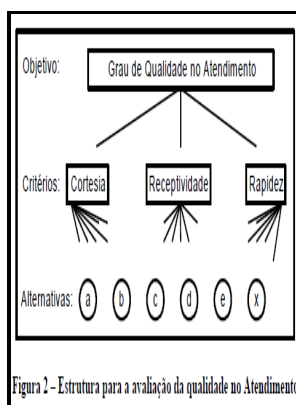 Objetivo: Grau de Qualidade no Atendimento
Critérios: Cortesia Receptividade Rapidez
Alternativas: a b c d e x
Figura 2 – Estrutura para a avaliação da qualidade no Atendimento